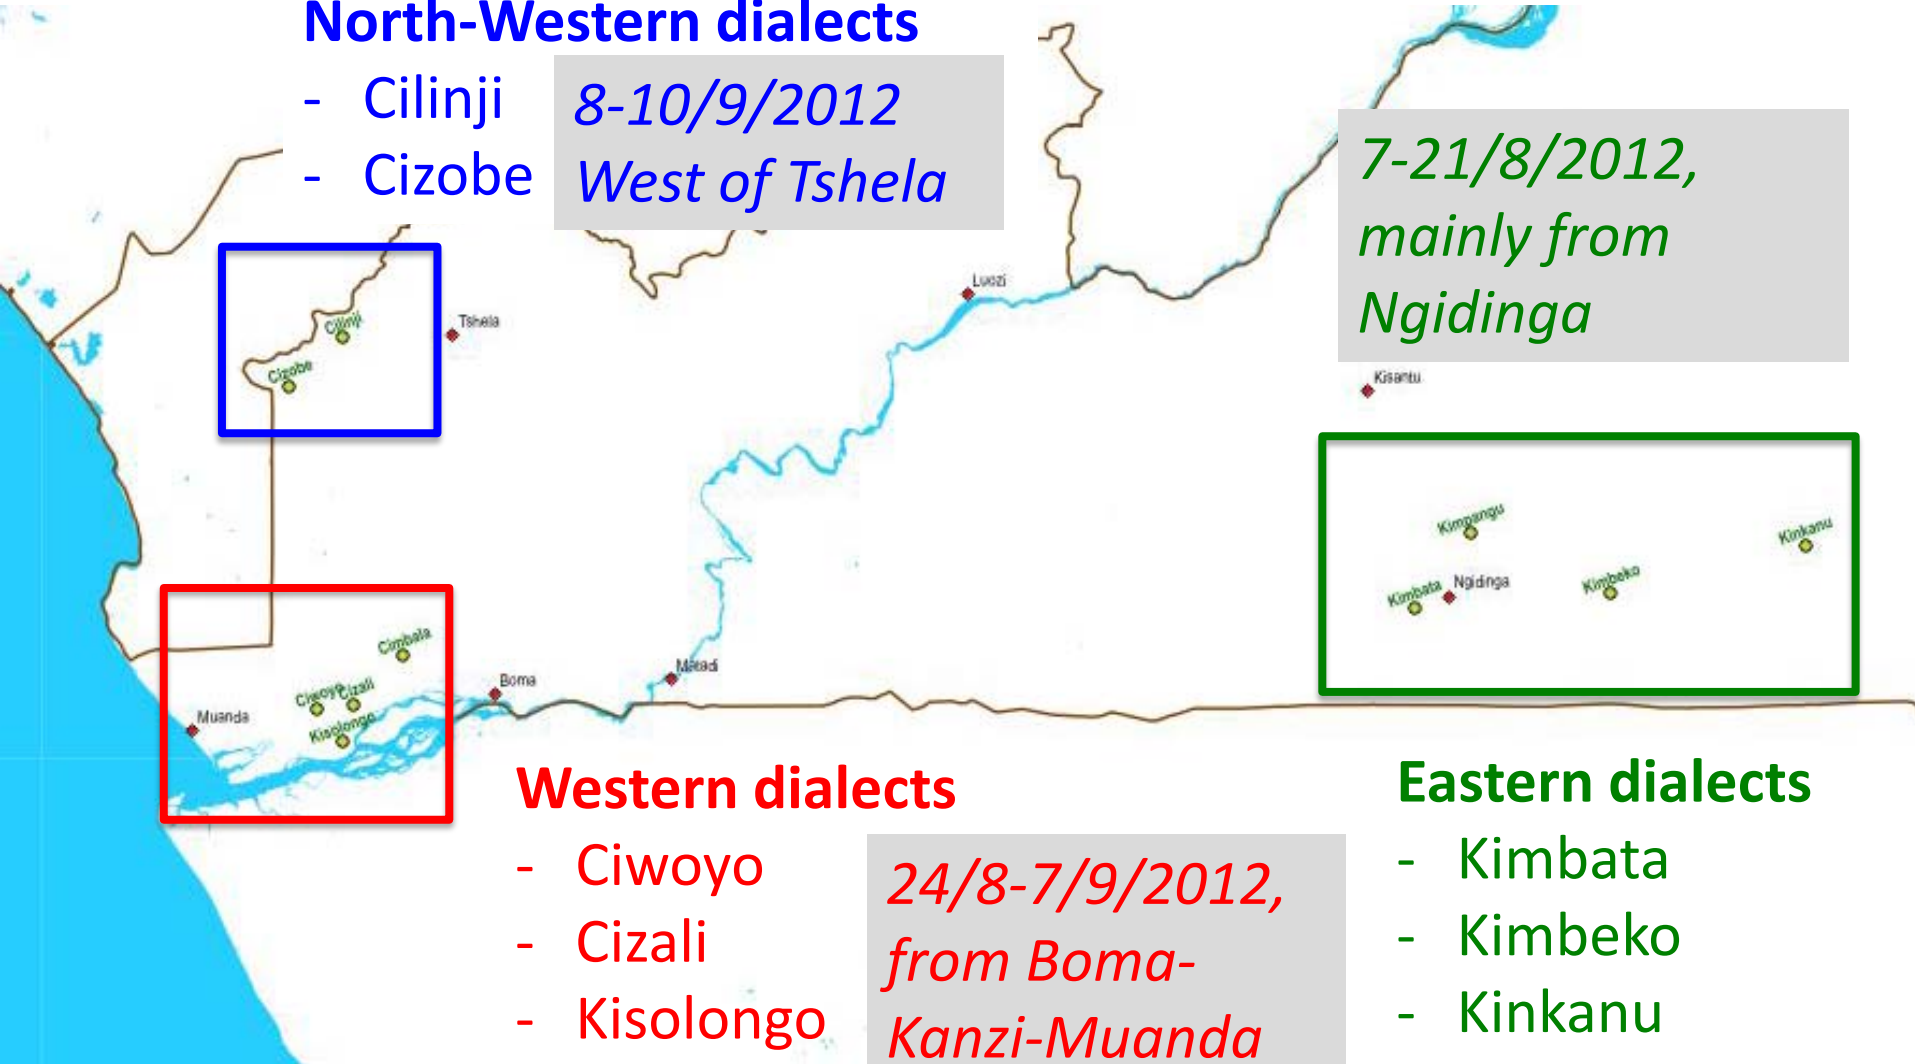 North-Western dialects
- Cilinji
- Cizobe
8-10/9/2012
West of Tshela
7-21/8/2012,
mainly from
Ngidinga
Luozi
Cilinji
Tshela
Cizobe
Kisantu
Kimpangu
Kinkanu
Kimbata
Ngidinga
Kimbeko
Cimbala
Ciwoyo
Cizali
Boma
Matadi
Muanda
Kisolongo
Western dialects
- Ciwoyo
- Cizali
- Kisolongo
24/8-7/9/2012,
from Boma-
Kanzi-Muanda
Eastern dialects
- Kimbata
- Kimbeko
- Kinkanu